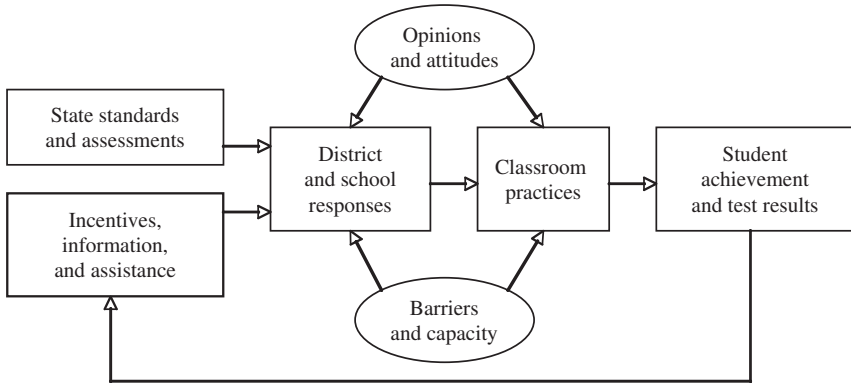 Opinions
and attitudes
State standards
and assessments
District
and school
responses
Classroom
practices
Student
achievement
and test results
Incentives,
information,
and assistance
Barriers
and capacity